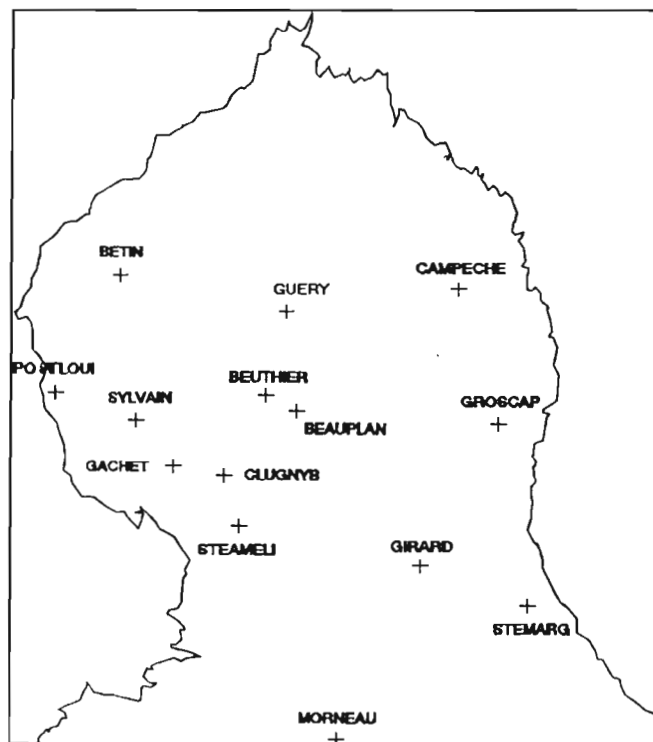 BETIN
CAMPECHE
GUERY
BEUTHIER
SYLVAIN
GROSCAP
BEAUPLAN
GACHET
CLUGNYB
STEAMELI
GIRARD
STEMARG
MORNEAU